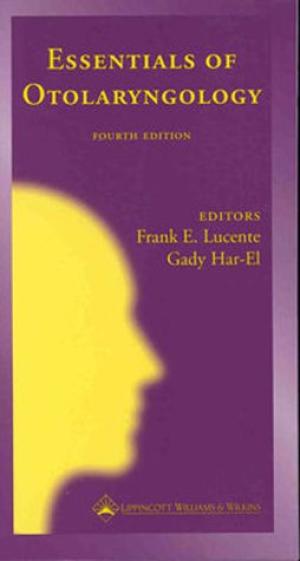 ESSENTIALS OF
OTOLARYNGOLOGY
FOURTH EDITION
EDITORS
Frank E. Lucente
Gady Har-El
LIPPINCOTT WILLIAMS & WILKINS